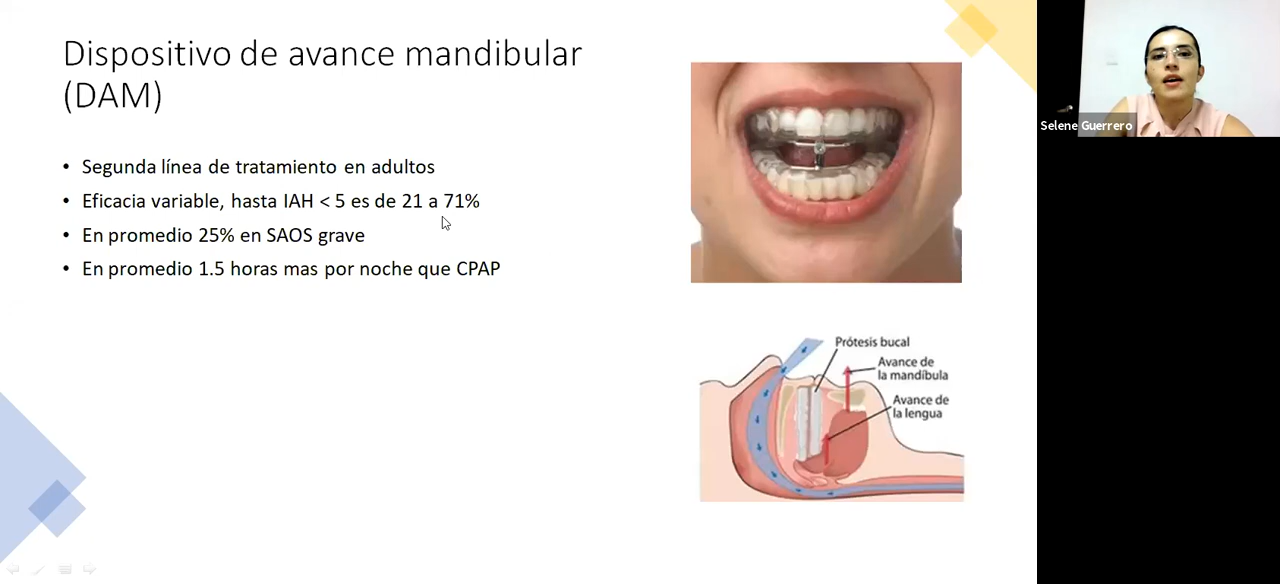 Dispositivo de avance mandibular
(DAM)
• Segunda línea de tratamiento en adultos
• Eficacia variable, hasta IAH < 5 es de 21 a 71%
• En promedio 25% en SAOS grave
• En promedio 1.5 horas mas por noche que CPAP
Prótesis bucal
Avance de
la mandíbula
Avance de
la lengua
Selene Guerrero